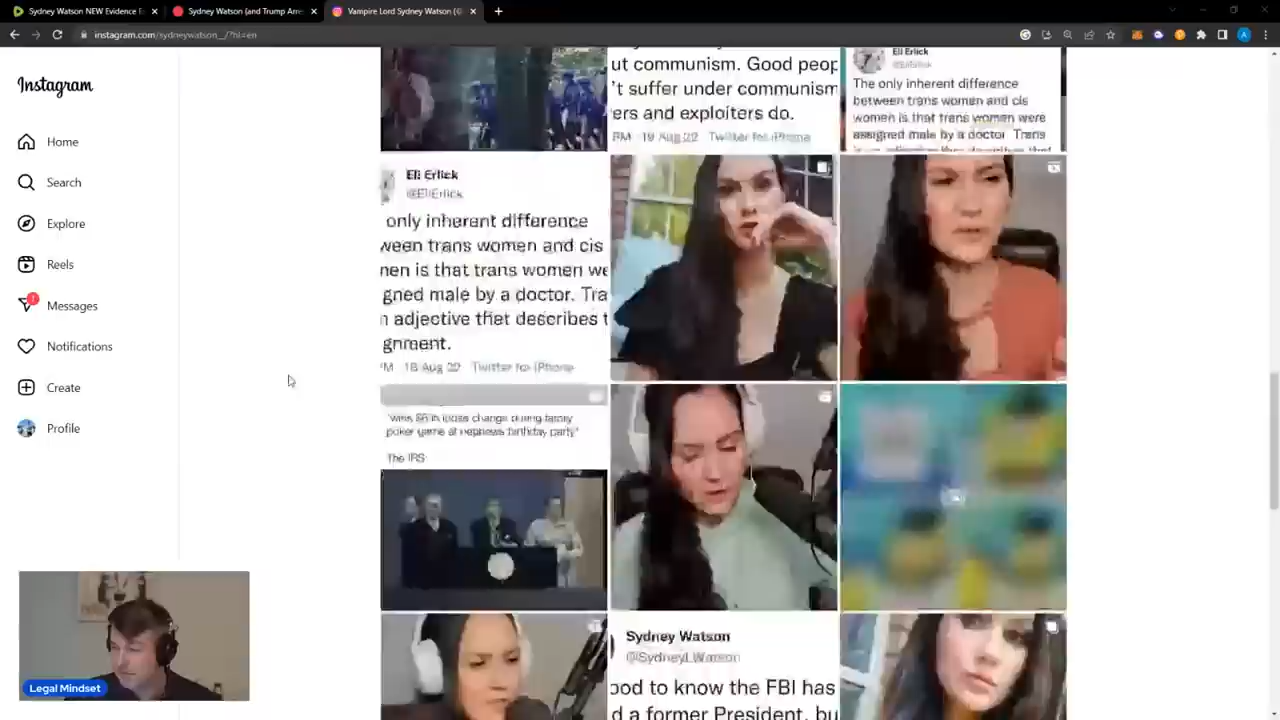 Sydney Watson NEW Evidence E
Sydney Watson (and Trump Arre
Vampire Lord Sydney Watson (@
instagram.com/sydneywatson_/?hl=en
A
Instagram
Home
Search
Explore
Reels
1
Messages
Notifications
Create
Profile
Legal Mindset
ut communism. Good peop
't suffer under communism
ers and exploiters do.
PM 19 Aug 22 Twitter for iPhone
Eli Erlick
@EliErlick
The only inherent difference
between trans women and cis
women is that trans women were
assigned male by a doctor. Trans
Eli Erlick
@EliErlick
only inherent difference
ween trans women and cis
men is that trans women we
gned male by a doctor. Tra
n adjective that describes t
gnment.
M 18 Aug 22 Twitter for iPhone
poker game at nephews birthday party"
The IRS
Sydney Watson
@SydneyLWatson
ood to know the FBI has
d a former President, bu